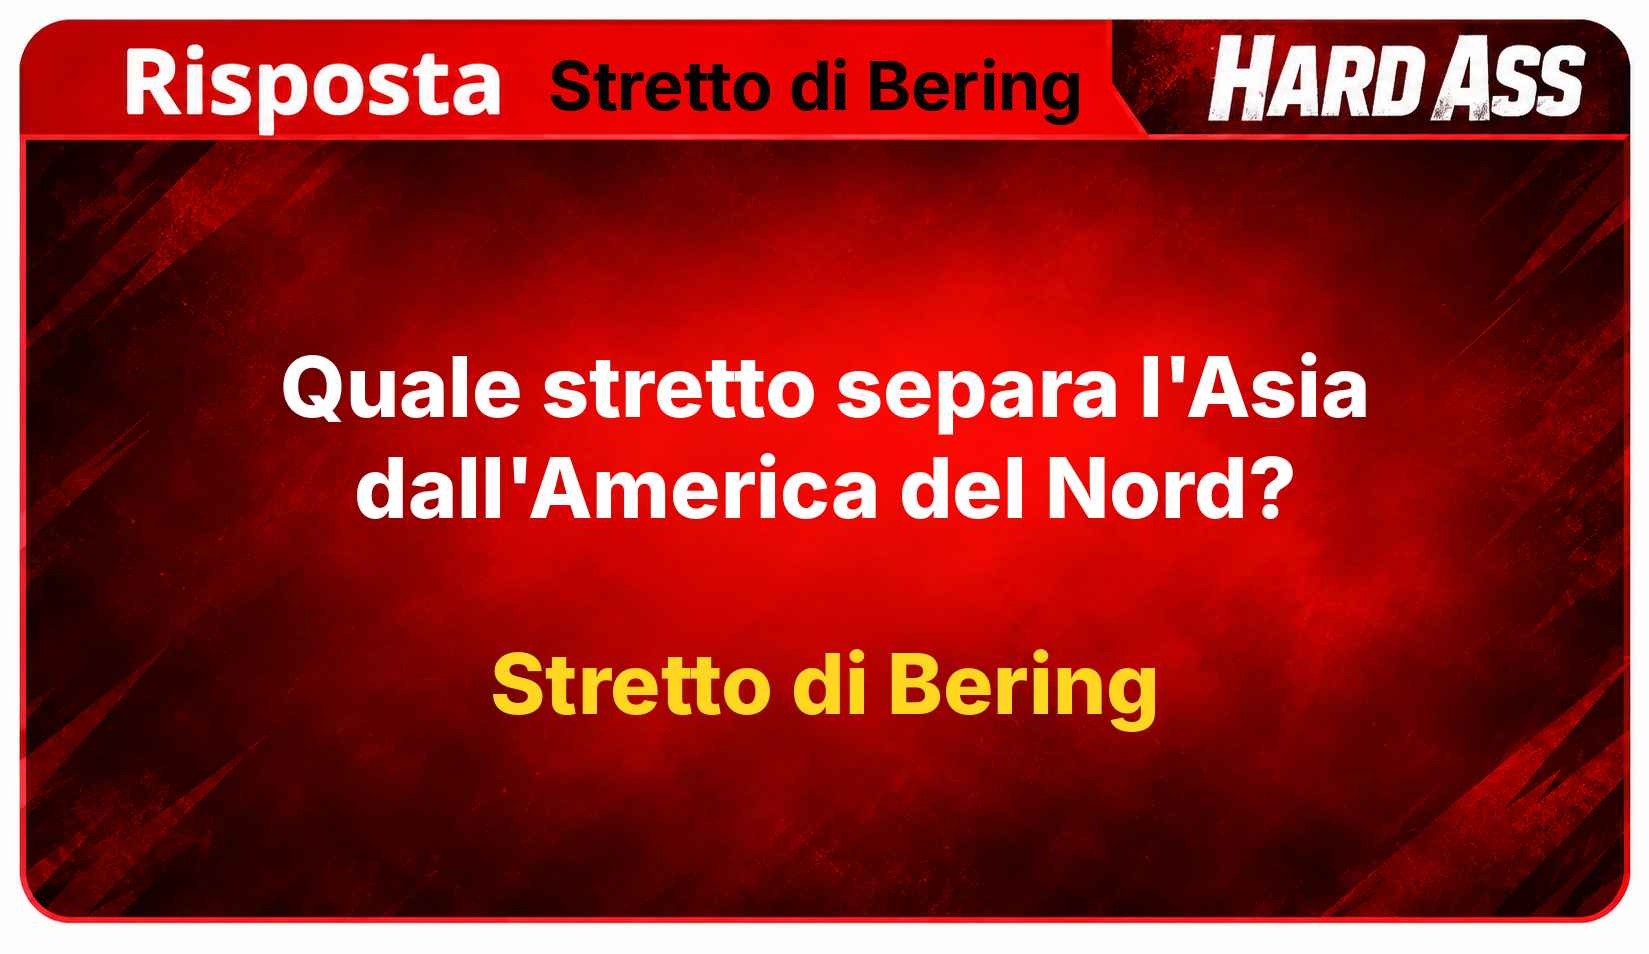 Risposta Stretto di Bering HARD ASS
Quale stretto separa l'Asia
dall'America del Nord?
Stretto di Bering